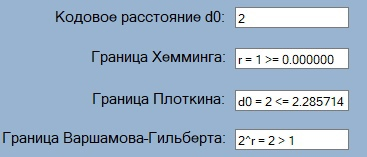 Кодовое расстояние d0: 2
Граница Хемминга: r = 1 >= 0.000000
Граница Плоткина: d0 = 2 <= 2.285714
Граница Варшамова-Гильберта: 2^r = 2 > 1